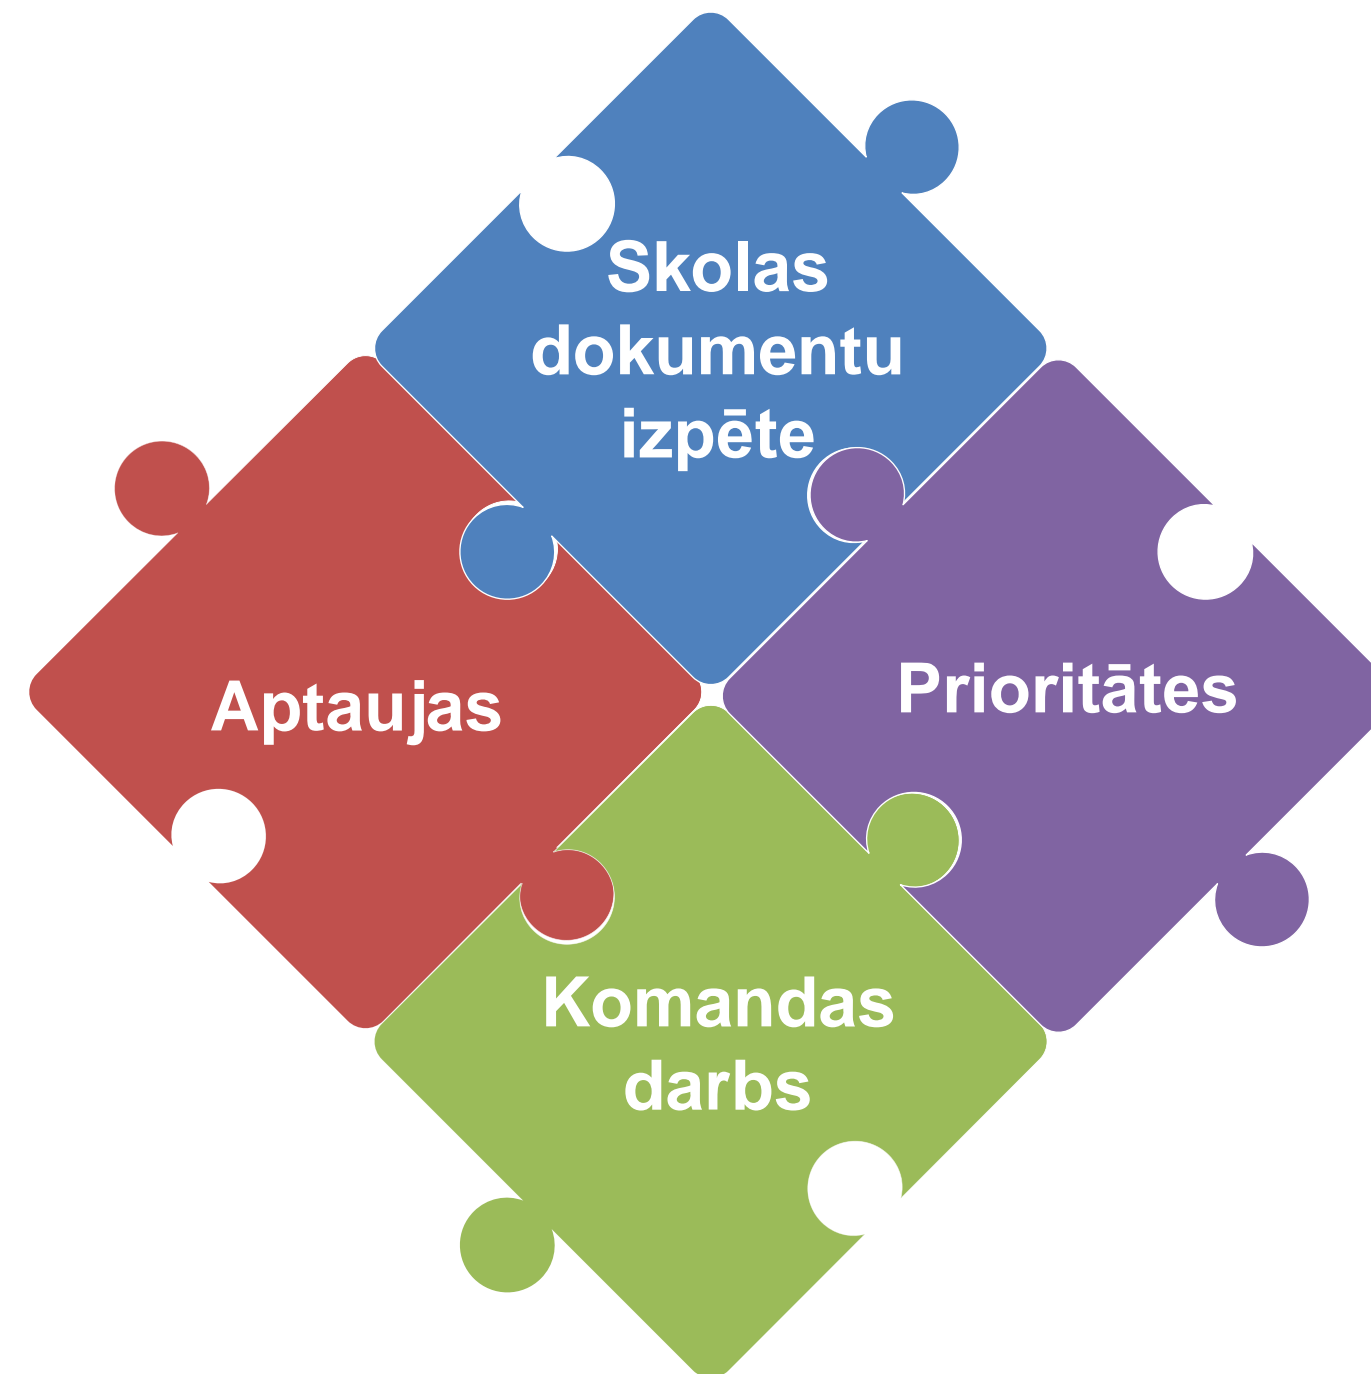 Skolas
dokumentu
izpēte
Aptaujas
Prioritātes
Komandas
darbs